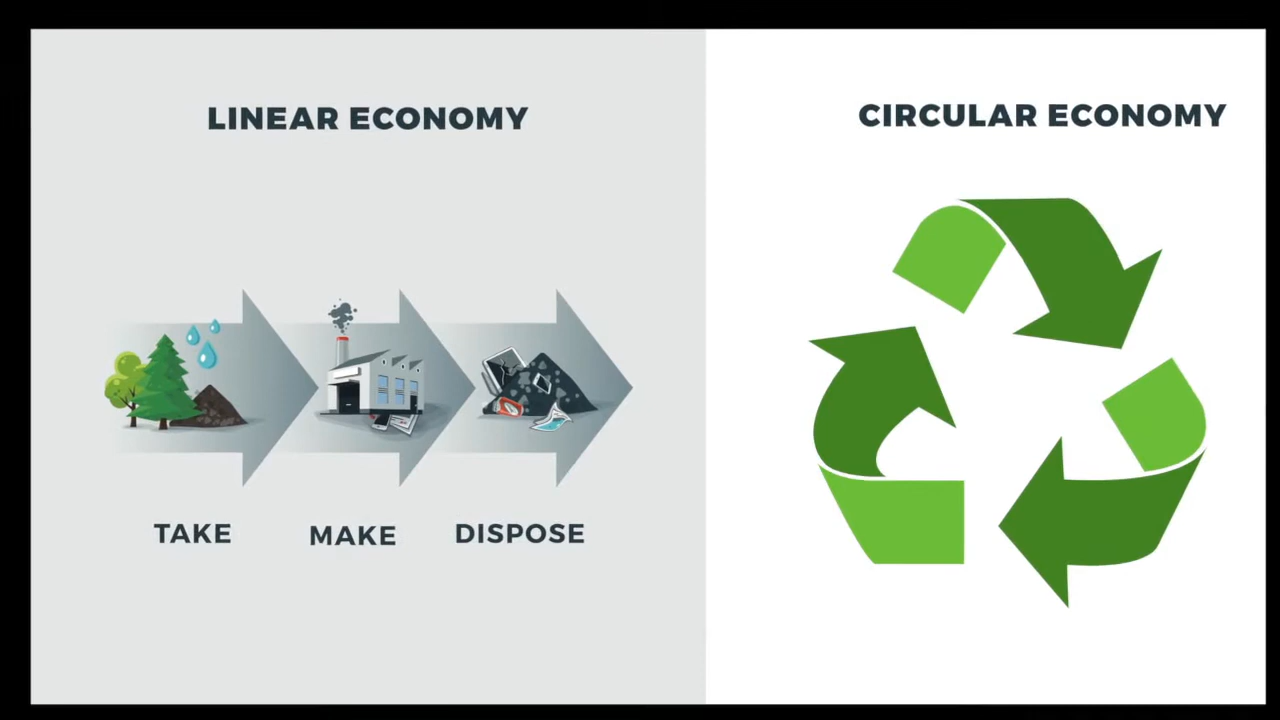 LINEAR ECONOMY
TAKE
MAKE
DISPOSE
CIRCULAR ECONOMY